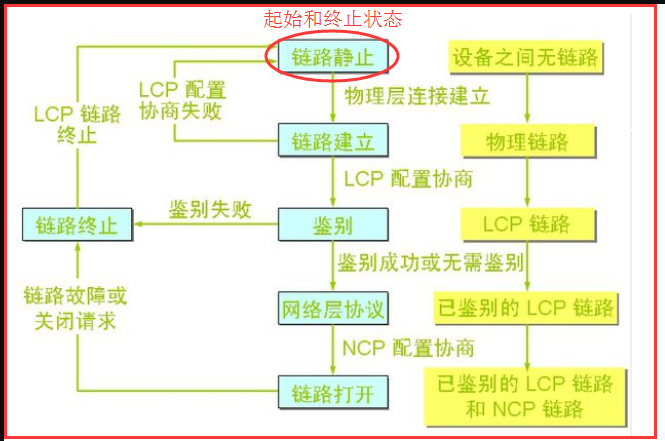 起始和终止状态
链路静止
设备之间无链路
LCP 配置
协商失败
物理层连接建立
LCP 链路
终止
链路建立
物理链路
LCP 配置协商
鉴别失败
链路终止
鉴别
LCP 链路
鉴别成功或无需鉴别
链路故障或
关闭请求
网络层协议
已鉴别的 LCP 链路
NCP 配置协商
链路打开
已鉴别的 LCP 链路
和 NCP 链路